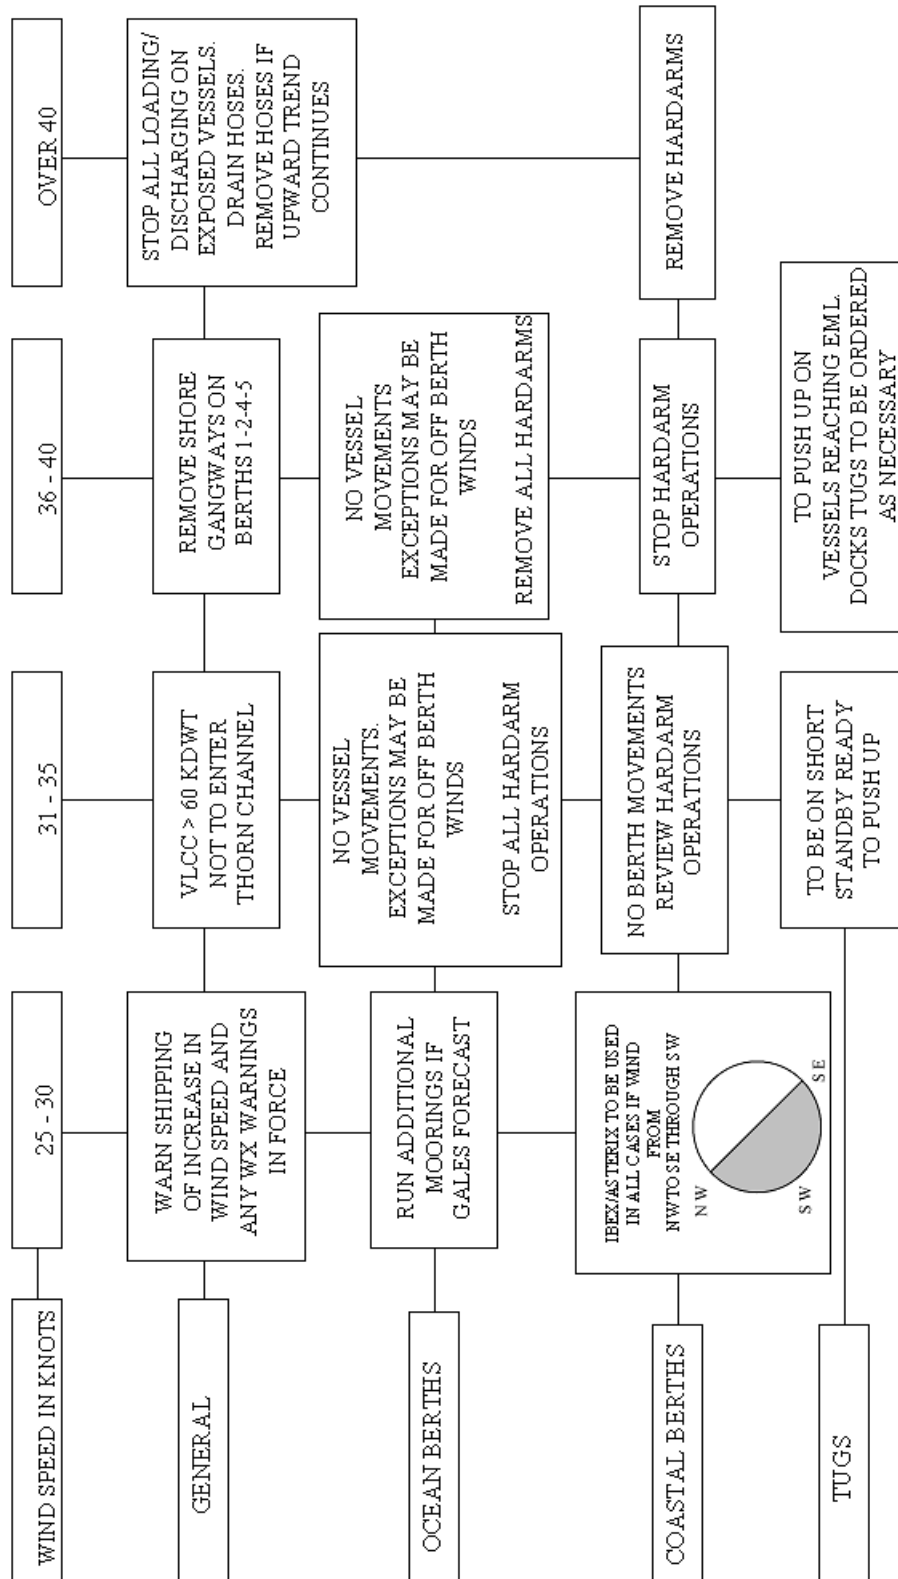 WIND SPEED IN KNOTS
25 - 30
31 - 35
36 - 40
OVER 40
GENERAL
WARN SHIPPING
OF INCREASE IN
WIND SPEED AND
ANY WX WARNINGS
IN FORCE
VLCC > 60 KDWT
NOT TO ENTER
THORN CHANNEL
REMOVE SHORE
GANGWAYS ON
BERTHS 1-2-4-5
STOP ALL LOADING/
DISCHARGING ON
EXPOSED VESSELS.
DRAIN HOSES.
REMOVE HOSES IF
UPWARD TREND
CONTINUES
OCEAN BERTHS
RUN ADDITIONAL
MOORINGS IF
GALES FORECAST
NO VESSEL
MOVEMENTS.
EXCEPTIONS MAY BE
MADE FOR OFF BERTH
WINDS
STOP ALL HARDARM
OPERATIONS
NO VESSEL
MOVEMENTS
EXCEPTIONS MAY BE
MADE FOR OFF BERTH
WINDS
REMOVE ALL HARDARMS
COASTAL BERTHS
IBEX/ASTERIX TO BE USED
IN ALL CASES IF WIND
FROM
NWTO SE THROUGH SW
NW
SW
SE
NO BERTH MOVEMENTS
REVIEW HARDARM
OPERATIONS
STOP HARDARM
OPERATIONS
REMOVE HARDARMS
TUGS
TO BE ON SHORT
STANDBY READY
TO PUSH UP
TO PUSH UP ON
VESSELS REACHING EML.
DOCKS TUGS TO BE ORDERED
AS NECESSARY